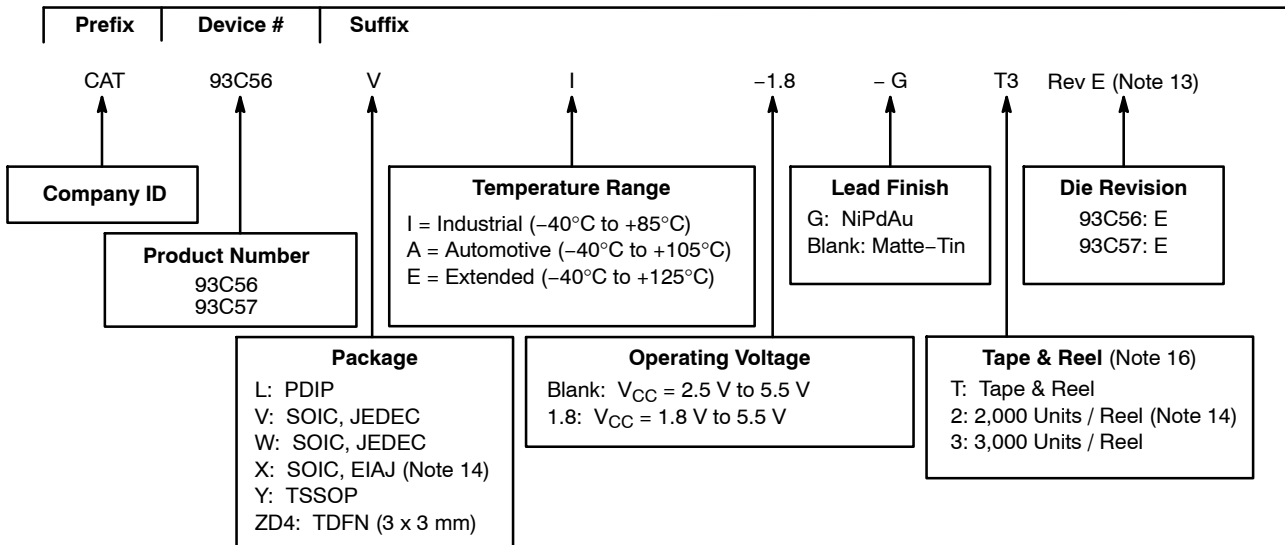 Prefix Device # Suffix
CAT 93C56 V I −1.8 − G T3 Rev E (Note 13)
Company ID
Product Number
93C56
93C57
Temperature Range
I = Industrial (−40°C to +85°C)
A = Automotive (−40°C to +105°C)
E = Extended (−40°C to +125°C)
Lead Finish
G: NiPdAu
Blank: Matte−Tin
Die Revision
93C56: E
93C57: E
Package
L: PDIP
V: SOIC, JEDEC
W: SOIC, JEDEC
X: SOIC, EIAJ (Note 14)
Y: TSSOP
ZD4: TDFN (3 x 3 mm)
Operating Voltage
Blank: VCC = 2.5 V to 5.5 V
1.8: VCC = 1.8 V to 5.5 V
Tape & Reel (Note 16)
T: Tape & Reel
2: 2,000 Units / Reel (Note 14)
3: 3,000 Units / Reel